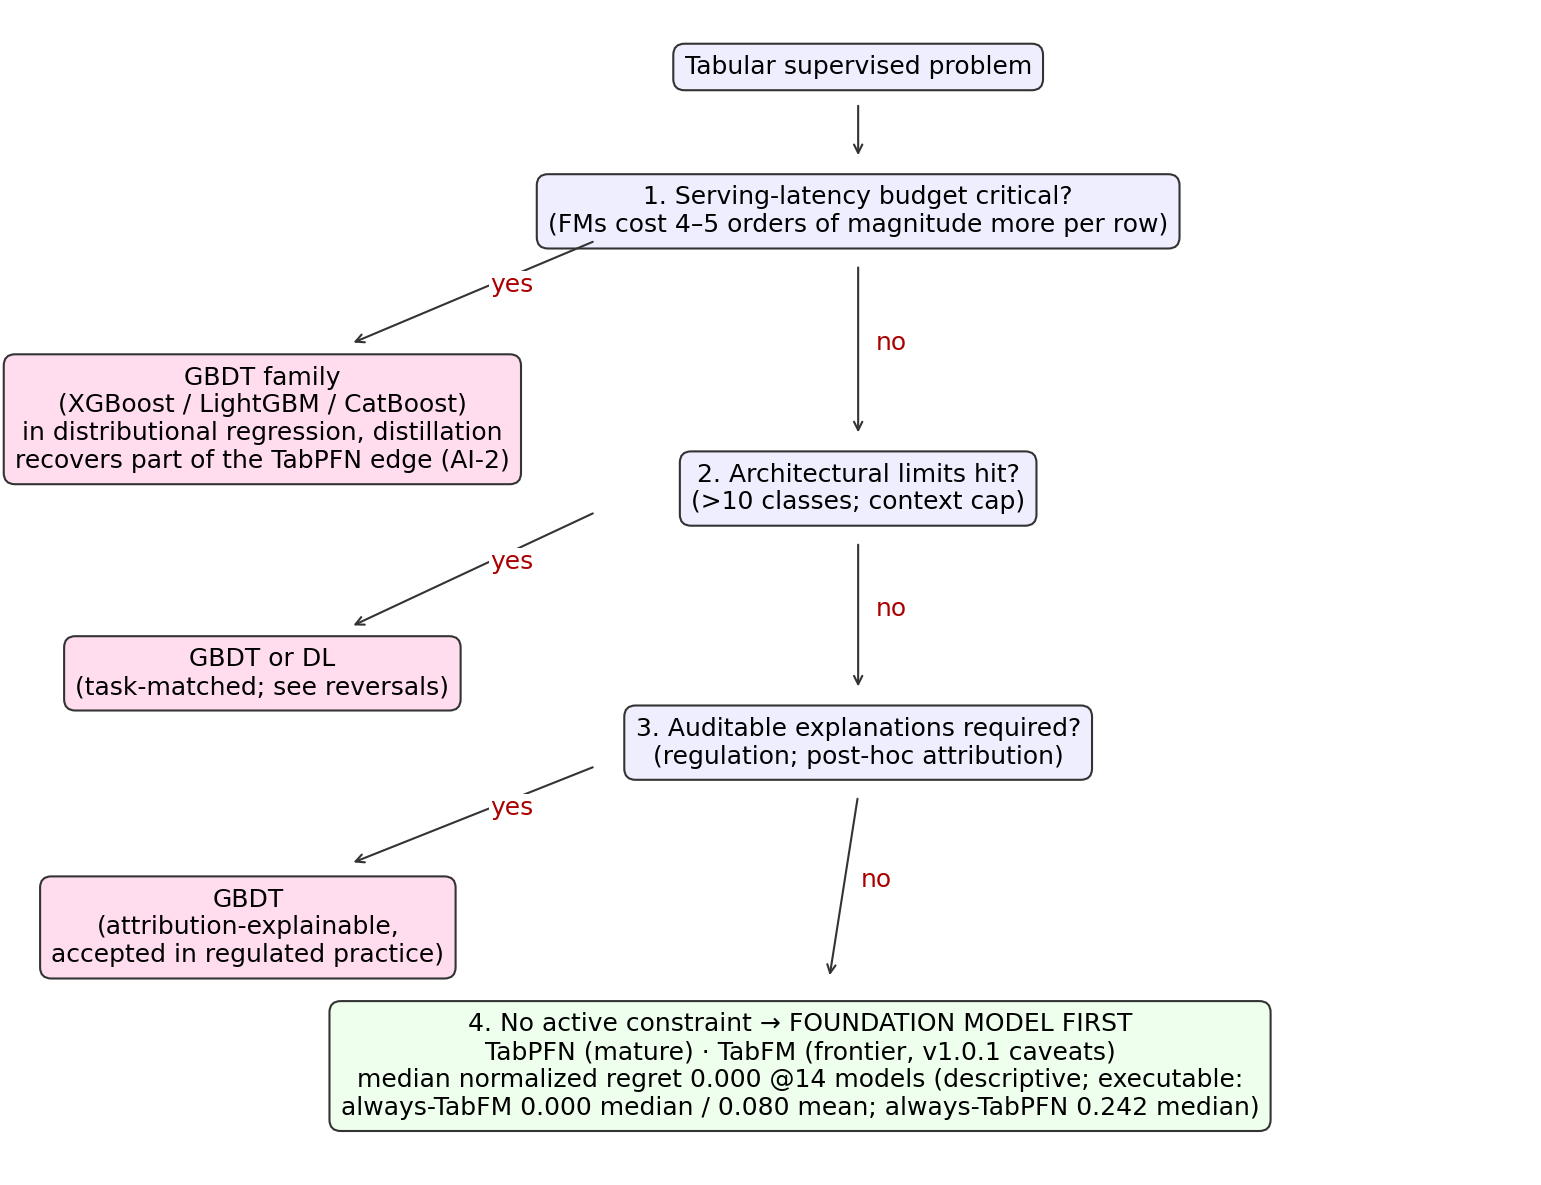 Tabular supervised problem
1. Serving-latency budget critical?
(FMs cost 4–5 orders of magnitude more per row)
yes
no
GBDT family
(XGBoost / LightGBM / CatBoost)
in distributional regression, distillation
recovers part of the TabPFN edge (AI-2)
2. Architectural limits hit?
(>10 classes; context cap)
yes
no
GBDT or DL
(task-matched; see reversals)
3. Auditable explanations required?
(regulation; post-hoc attribution)
yes
no
GBDT
(attribution-explainable,
accepted in regulated practice)
4. No active constraint → FOUNDATION MODEL FIRST
TabPFN (mature) · TabFM (frontier, v1.0.1 caveats)
median normalized regret 0.000 @14 models (descriptive; executable:
always-TabFM 0.000 median / 0.080 mean; always-TabPFN 0.242 median)